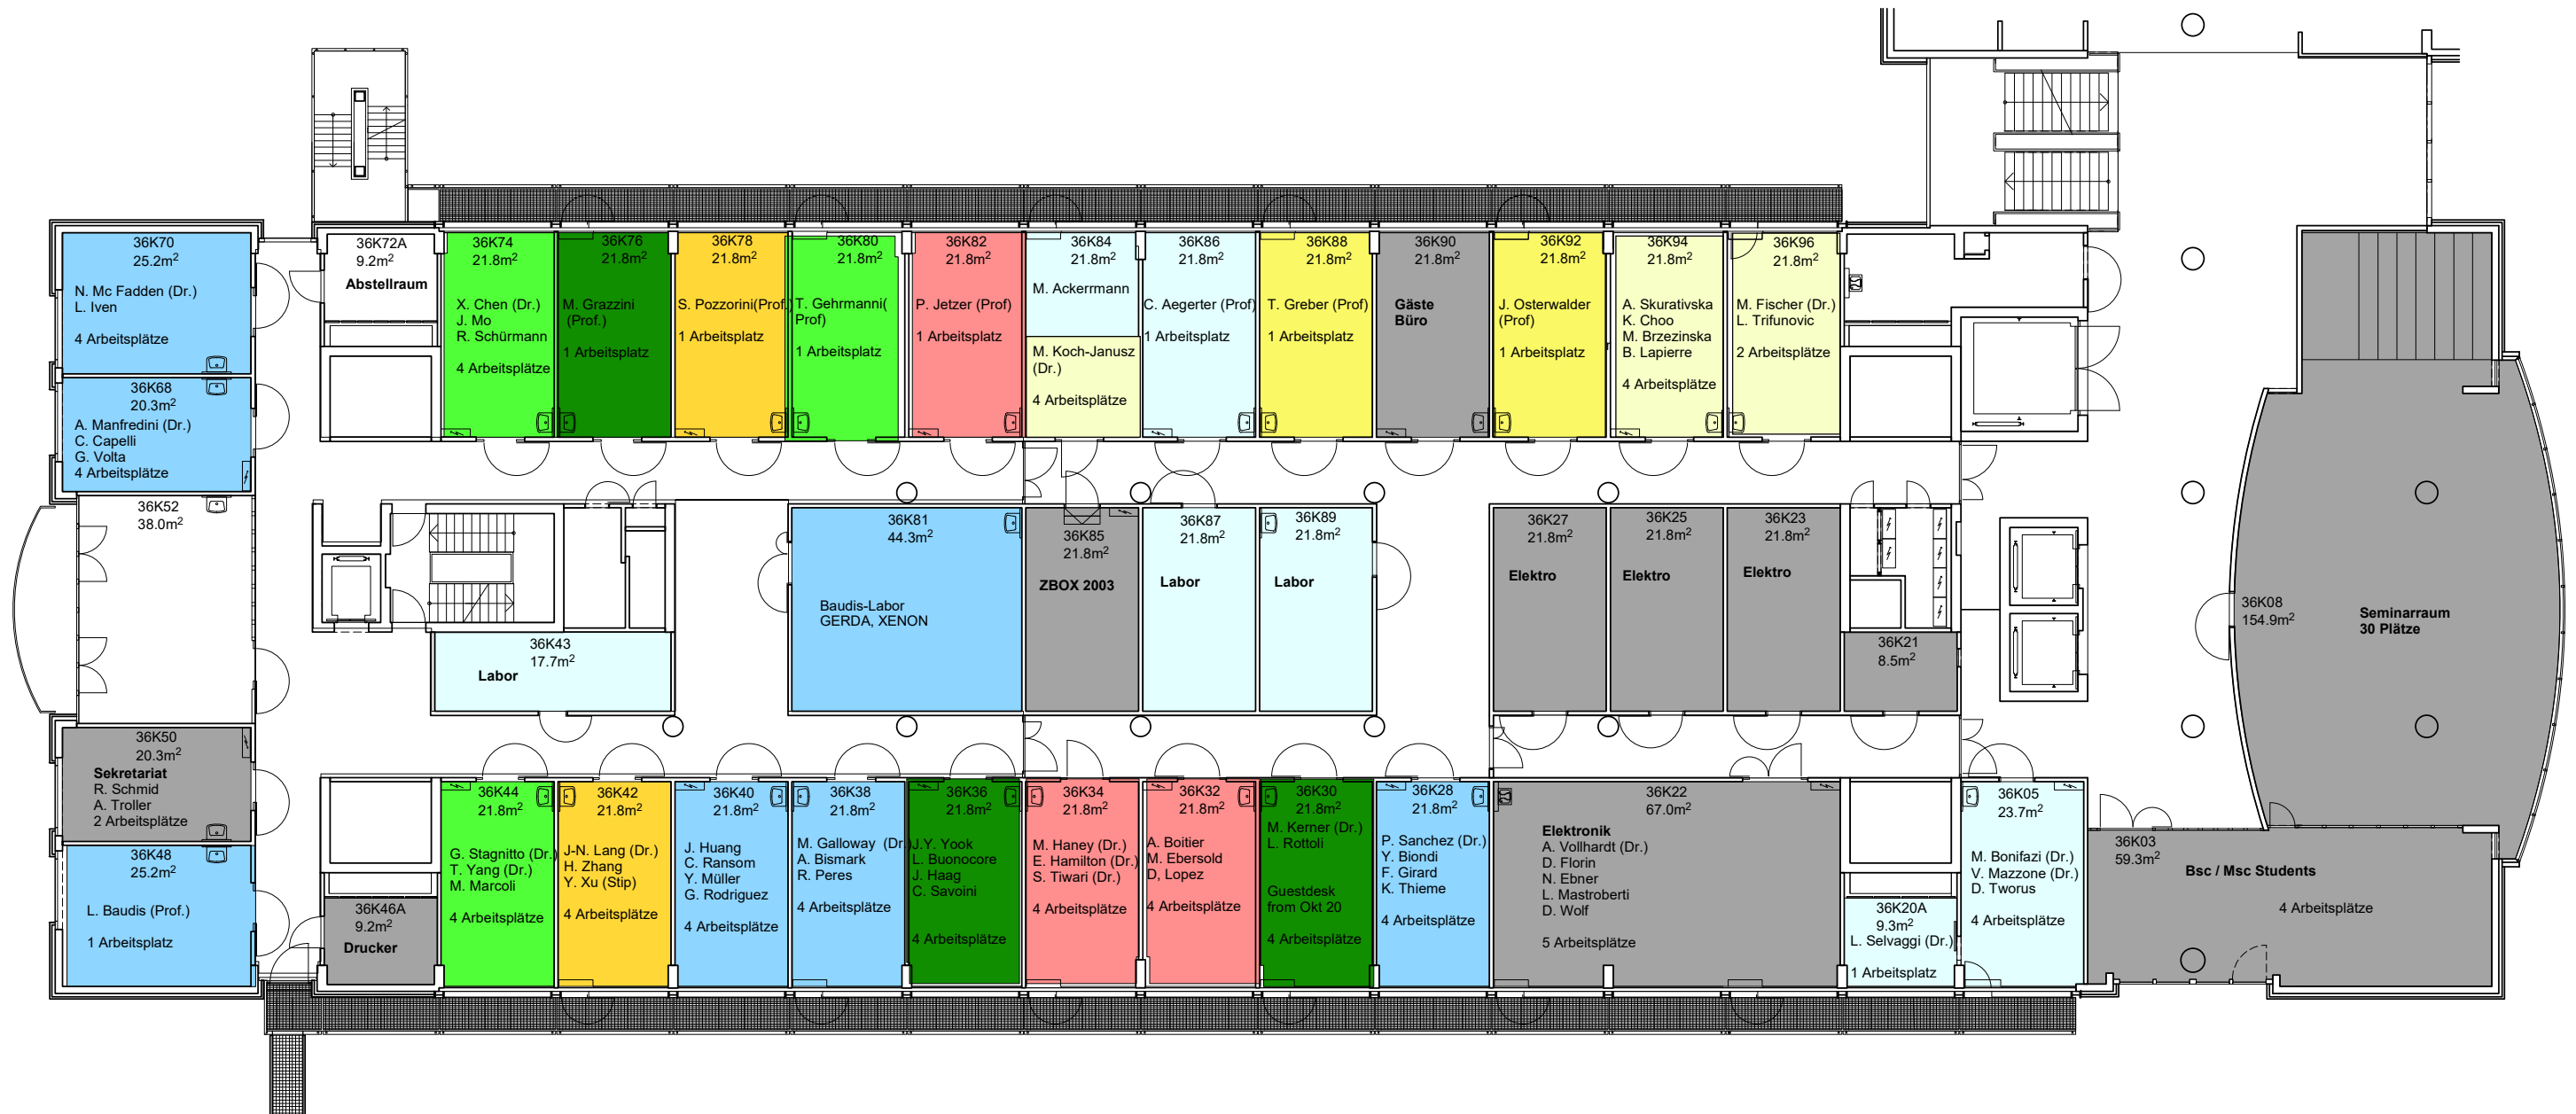 36K70
25.2m²
N. Mc Fadden (Dr.)
L. Iven
4 Arbeitsplätze
36K72A
9.2m²
Abstellraum
36K74
21.8m²
X. Chen (Dr.)
J. Mo
R. Schürmann
4 Arbeitsplätze
36K76
21.8m²
M. Grazzini
(Prof.)
1 Arbeitsplatz
36K78
21.8m²
S. Pozzorini(Prof.)
1 Arbeitsplatz
36K80
21.8m²
T. Gehrmanni(
Prof)
1 Arbeitsplatz
36K82
21.8m²
P. Jetzer (Prof)
1 Arbeitsplatz
36K84
21.8m²
M. Ackerrmann
M. Koch-Janusz
(Dr.)
4 Arbeitsplätze
36K86
21.8m²
C. Aegerter (Prof)
1 Arbeitsplatz
36K88
21.8m²
T. Greber (Prof)
1 Arbeitsplatz
36K90
21.8m²
Gäste
Büro
36K92
21.8m²
J. Osterwalder
(Prof)
1 Arbeitsplatz
36K94
21.8m²
A. Skurativska
K. Choo
M. Brzezinska
B. Lapierre
4 Arbeitsplätze
36K96
21.8m²
M. Fischer (Dr.)
L. Trifunovic
2 Arbeitsplätze
36K68
20.3m²
A. Manfredini (Dr.)
C. Capelli
G. Volta
4 Arbeitsplätze
36K52
38.0m²
36K43
17.7m²
Labor
36K81
44.3m²
Baudis-Labor
GERDA, XENON
36K85
21.8m²
ZBOX 2003
36K87
21.8m²
Labor
36K89
21.8m²
Labor
36K27
21.8m²
Elektro
36K25
21.8m²
Elektro
36K23
21.8m²
Elektro
36K21
8.5m²
36K08
154.9m²
Seminarraum
30 Plätze
36K50
20.3m²
Sekretariat
R. Schmid
A. Troller
2 Arbeitsplätze
36K48
25.2m²
L. Baudis (Prof.)
1 Arbeitsplatz
36K46A
9.2m²
Drucker
36K44
21.8m²
G. Stagnitto (Dr.)
T. Yang (Dr.)
M. Marcoli
4 Arbeitsplätze
36K42
21.8m²
J-N. Lang (Dr.)
H. Zhang
Y. Xu (Stip)
4 Arbeitsplätze
36K40
21.8m²
J. Huang
C. Ransom
Y. Müller
G. Rodriguez
4 Arbeitsplätze
36K38
21.8m²
M. Galloway (Dr.)
A. Bismark
R. Peres
4 Arbeitsplätze
36K36
21.8m²
J.Y. Yook
L. Buonocore
J. Haag
C. Savoini
4 Arbeitsplätze
36K34
21.8m²
M. Haney (Dr.)
E. Hamilton (Dr.)
S. Tiwari (Dr.)
4 Arbeitsplätze
36K32
21.8m²
A. Boitier
M. Ebersold
D, Lopez
4 Arbeitsplätze
36K30
21.8m²
M. Kerner (Dr.)
L. Rottoli
Guestdesk
from Okt 20
4 Arbeitsplätze
36K28
21.8m²
P. Sanchez (Dr.)
Y. Biondi
F. Girard
K. Thieme
4 Arbeitsplätze
36K22
67.0m²
Elektronik
A. Vollhardt (Dr.)
D. Florin
N. Ebner
L. Mastroberti
D. Wolf
5 Arbeitsplätze
36K20A
9.3m²
L. Selvaggi (Dr.)
1 Arbeitsplatz
36K05
23.7m²
M. Bonifazi (Dr.)
V. Mazzone (Dr.)
D. Tworus
4 Arbeitsplätze
36K03
59.3m²
Bsc / Msc Students
4 Arbeitsplätze